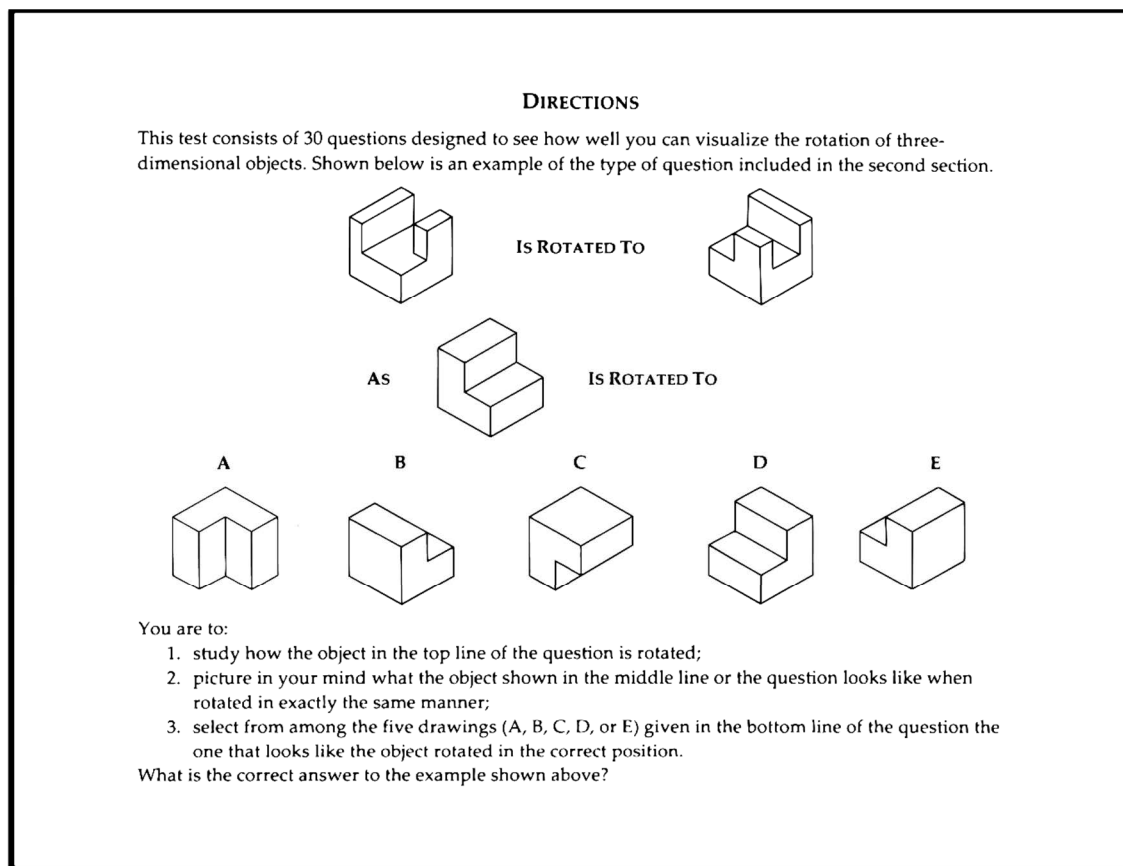 DIRECTIONS
This test consists of 30 questions designed to see how well you can visualize the rotation of three-
dimensional objects. Shown below is an example of the type of question included in the second section.
IS ROTATED TO
AS
IS ROTATED TO
A B C D E
You are to:
1. study how the object in the top line of the question is rotated;
2. picture in your mind what the object shown in the middle line or the question looks like when
rotated in exactly the same manner;
3. select from among the five drawings (A, B, C, D, or E) given in the bottom line of the question the
one that looks like the object rotated in the correct position.
What is the correct answer to the example shown above?